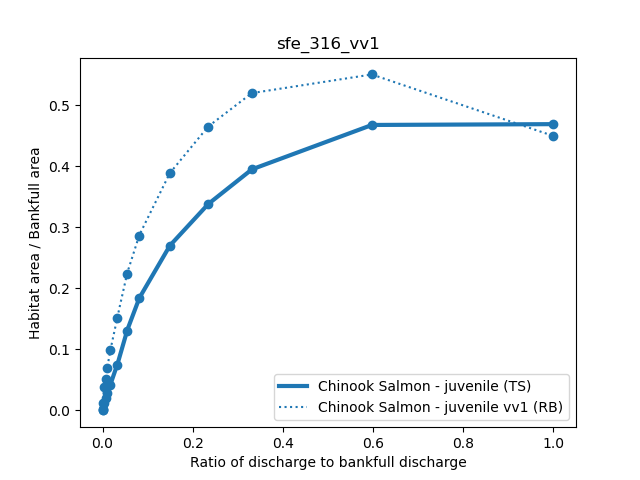 sfe_316_vv1
Habitat area / Bankfull area
0.5
0.4
0.3
0.2
0.1
0.0
Chinook Salmon - juvenile (TS)
Chinook Salmon - juvenile vv1 (RB)
0.0 0.2 0.4 0.6 0.8 1.0
Ratio of discharge to bankfull discharge